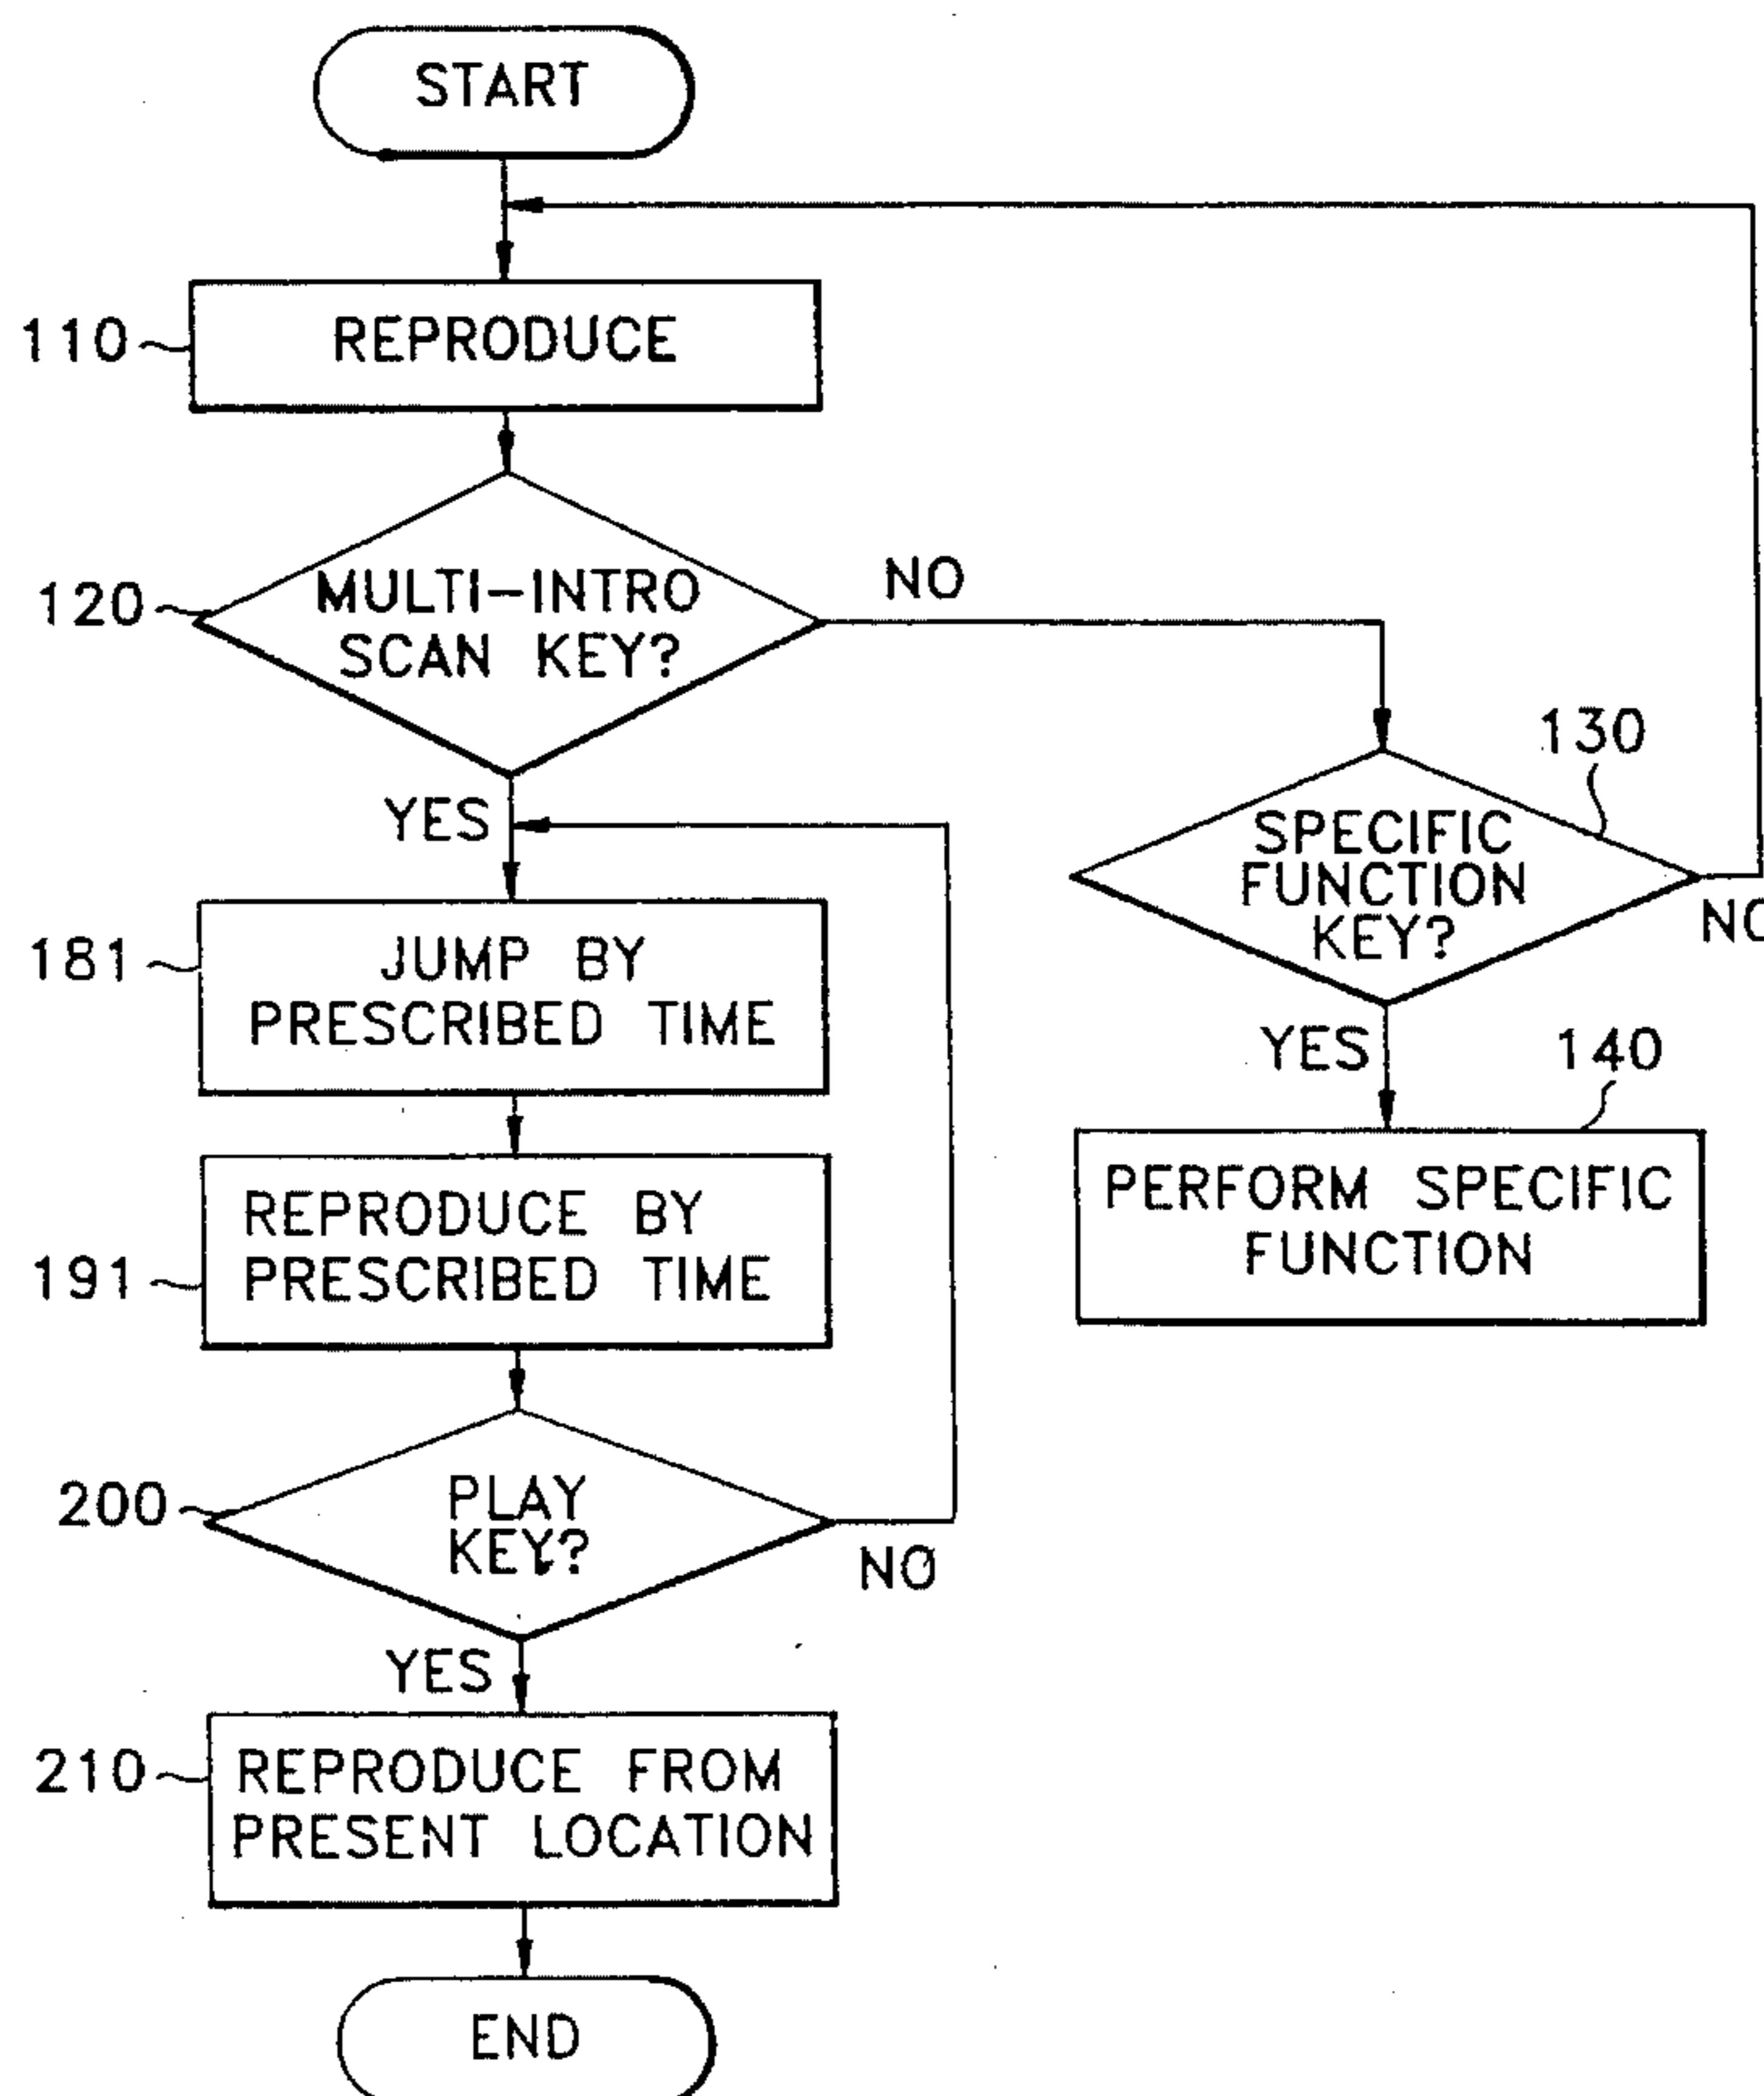 START
110
REPRODUCE
120
MULTI-INTRO
SCAN KEY?
NO
YES
130
SPECIFIC
FUNCTION
KEY?
NO
YES
140
PERFORM SPECIFIC
FUNCTION
181
JUMP BY
PRESCRIBED TIME
191
REPRODUCE BY
PRESCRIBED TIME
200
PLAY
KEY?
NO
YES
210
REPRODUCE FROM
PRESENT LOCATION
END